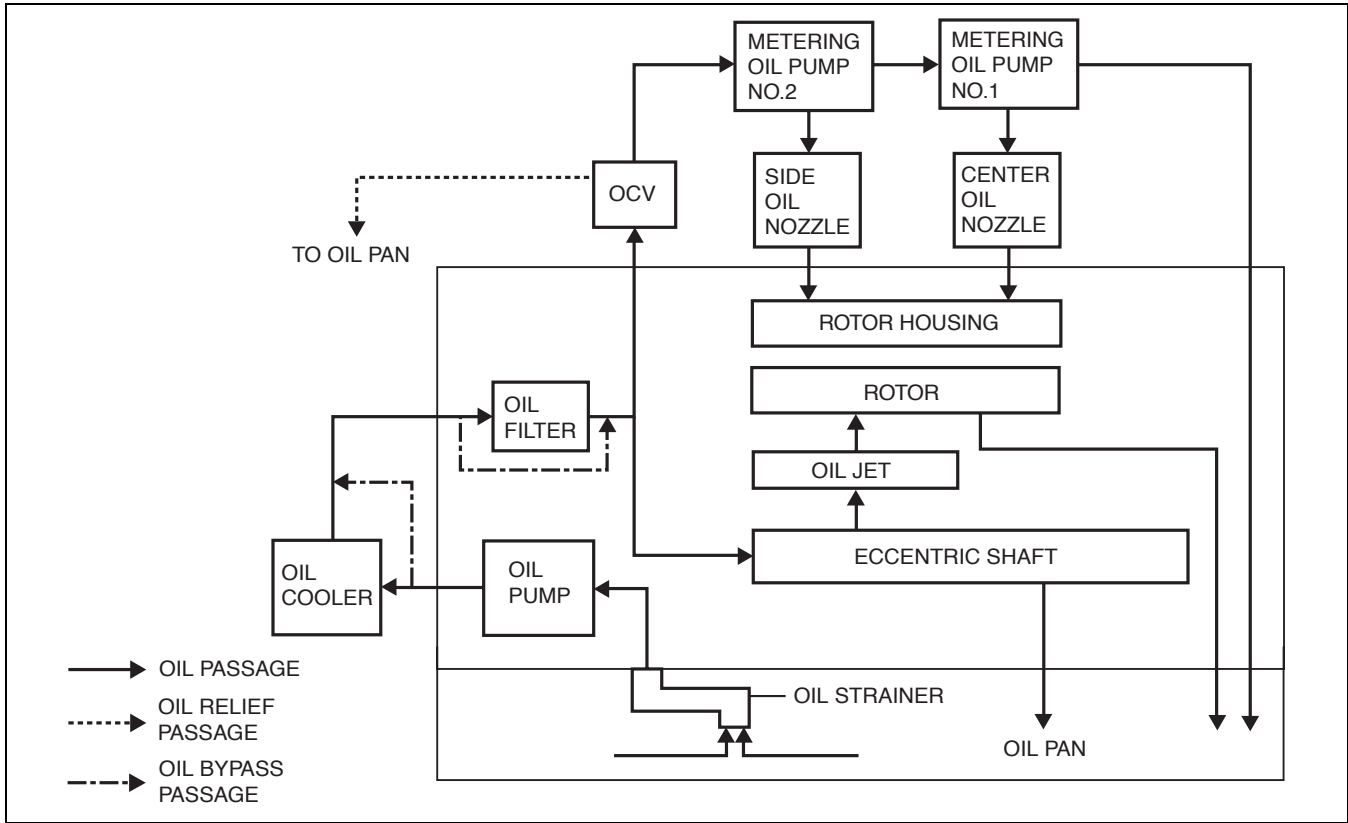 METERING
OIL PUMP
NO.2
METERING
OIL PUMP
NO.1
OCV
SIDE
OIL
NOZZLE
CENTER
OIL
NOZZLE
TO OIL PAN
ROTOR HOUSING
ROTOR
OIL
FILTER
OIL JET
ECCENTRIC SHAFT
OIL
COOLER
OIL
PUMP
OIL STRAINER
OIL PAN
OIL PASSAGE
OIL RELIEF
PASSAGE
OIL BYPASS
PASSAGE